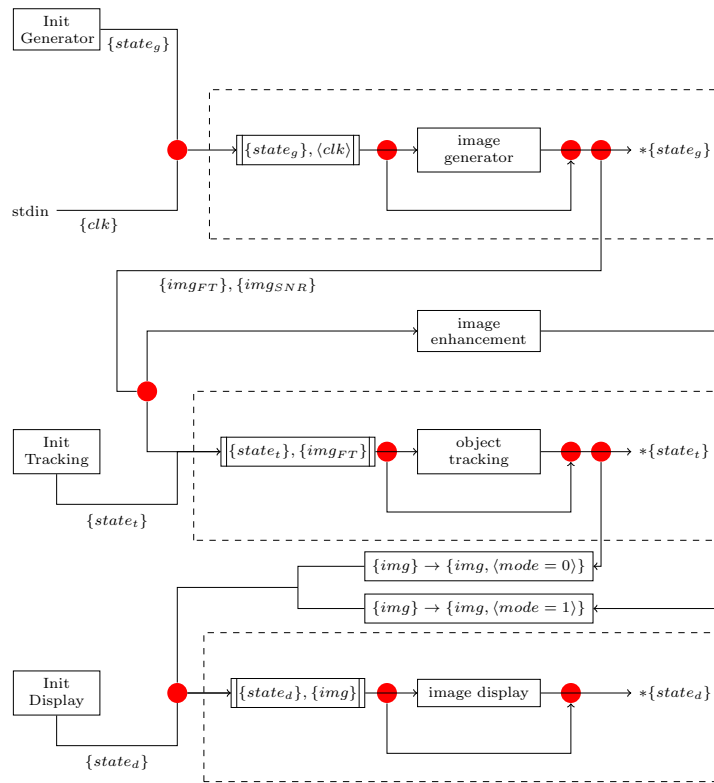 Init
Generator
{state_g}
{state_g}, ⟨clk⟩
image
generator
*{state_g}
stdin
{clk}
{img_FT}, {img_SNR}
image
enhancement
Init
Tracking
{state_t}, {img_FT}
object
tracking
*{state_t}
{state_t}
{img} → {img, ⟨mode = 0⟩}
{img} → {img, ⟨mode = 1⟩}
Init
Display
{state_d}, {img}
image display
*{state_d}
{state_d}